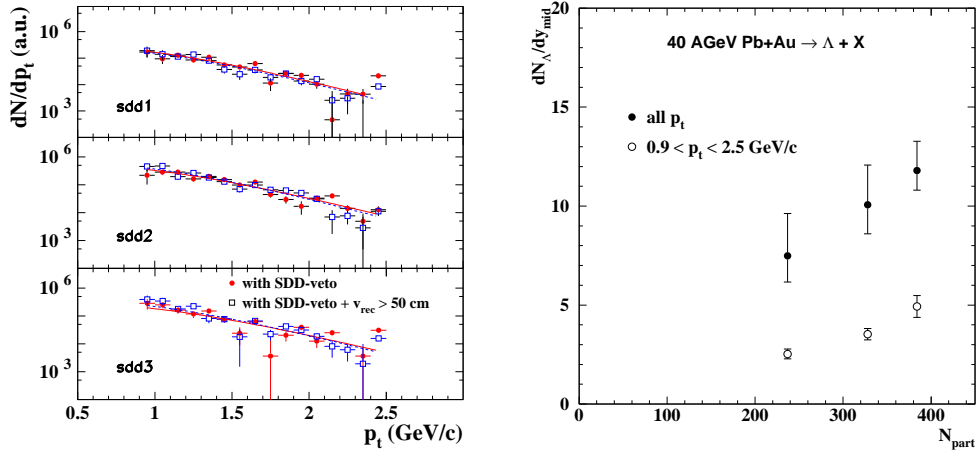 dN/dp_t (a.u.)
10^6
10^3
sdd1
10^6
10^3
sdd2
10^6
10^3
sdd3
with SDD-veto
with SDD-veto + v_rec > 50 cm
0.5 1 1.5 2 2.5
p_t (GeV/c)
dN_Λ/dy_mid
20
15
10
5
0
40 AGeV Pb+Au → Λ + X
all p_t
0.9 < p_t < 2.5 GeV/c
0 100 200 300 400
N_part